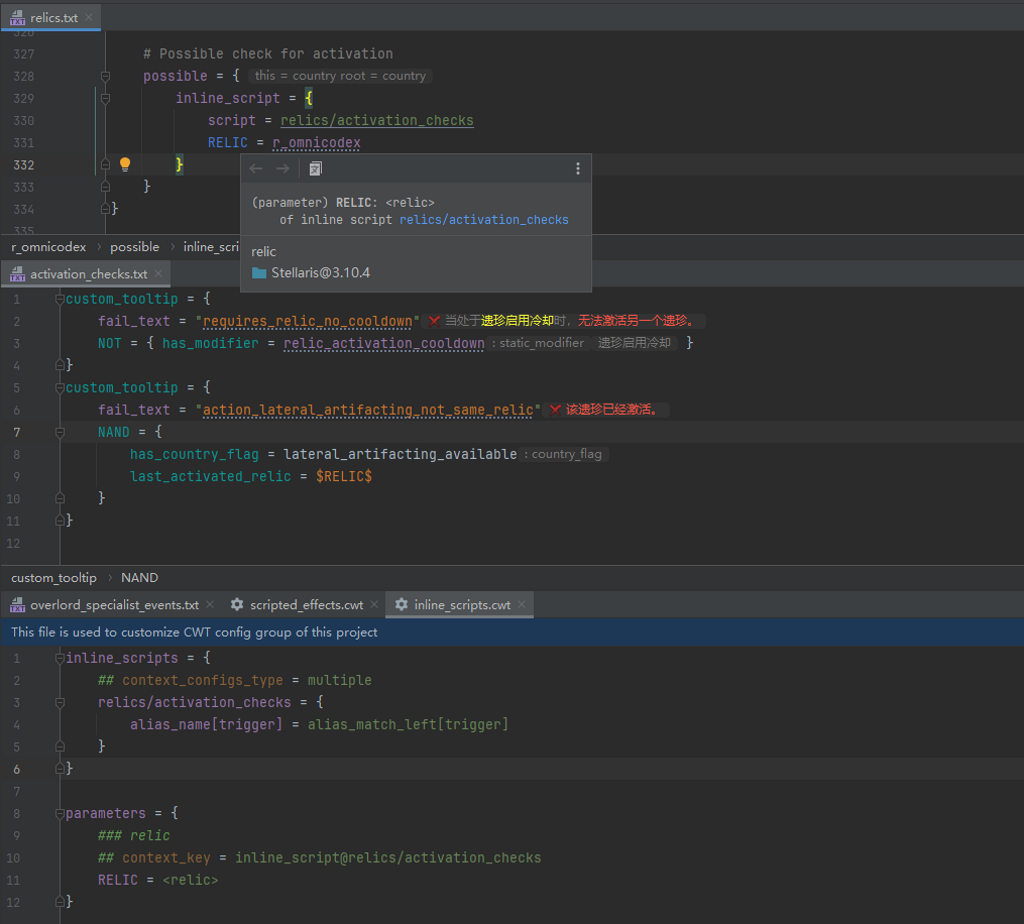 relics.txt
326
327 # Possible check for activation
328 possible = { this = country root = country
329 inline_script = {
330 script = relics/activation_checks
331 RELIC = r_omnicodex
332 }
333 }
334 }
335
(parameter) RELIC: <relic>
of inline script relics/activation_checks
relic
Stellaris@3.10.4
r_omnicodex > possible > inline_scri
activation_checks.txt
1 custom_tooltip = {
2 fail_text = "requires_relic_no_cooldown" 当处于遗珍启用冷却时，无法激活另一个遗珍。
3 NOT = { has_modifier = relic_activation_cooldown : static_modifier 遗珍启用冷却 }
4 }
5 custom_tooltip = {
6 fail_text = "action_lateral_artifacting_not_same_relic" 该遗珍已经激活。
7 NAND = {
8 has_country_flag = lateral_artifacting_available : country_flag
9 last_activated_relic = $RELIC$
10 }
11 }
12
custom_tooltip > NAND
overlord_specialist_events.txt scripted_effects.cwt inline_scripts.cwt
This file is used to customize CWT config group of this project
1 inline_scripts = {
2 ## context_configs_type = multiple
3 relics/activation_checks = {
4 alias_name[trigger] = alias_match_left[trigger]
5 }
6 }
7
8 parameters = {
9 ### relic
10 ## context_key = inline_script@relics/activation_checks
11 RELIC = <relic>
12 }